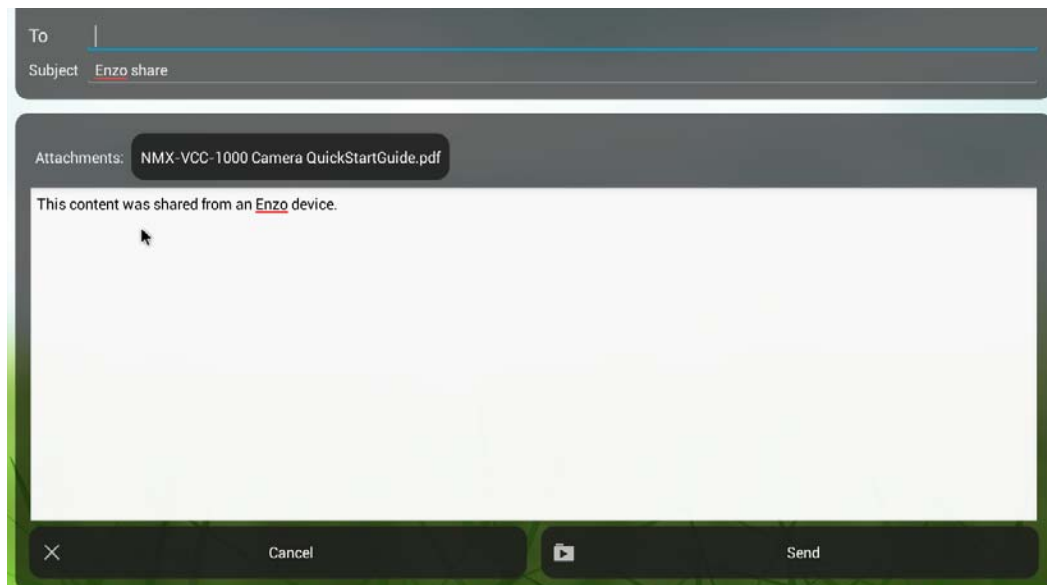 To
Subject Enzo share
Attachments: NMX-VCC-1000 Camera QuickStartGuide.pdf
This content was shared from an Enzo device.
Cancel Send